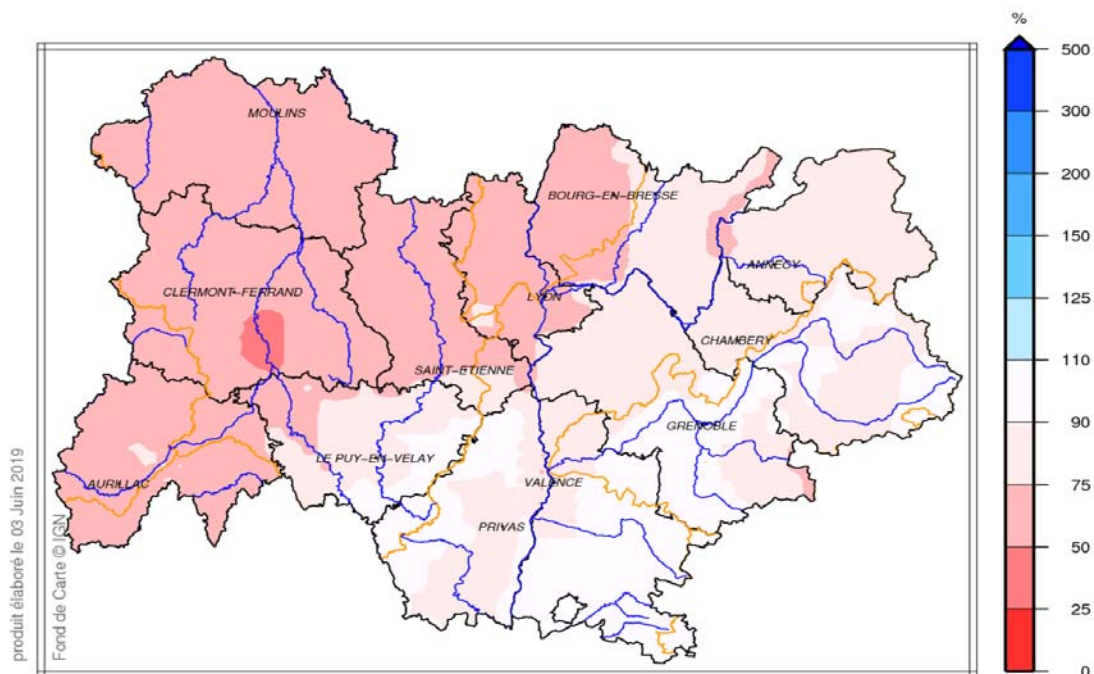 %
500
300
200
150
125
110
90
75
50
25
0
MOULINS
BOURG-EN-BRESSE
ANNECY
CLERMONT-FERRAND
LYON
CHAMBERY
SAINT-ETIENNE
GRENOBLE
LE PUY-EN-VELAY
AURILLAC
VALENCE
PRIVAS
produit élaboré le 03 Juin 2019
Fond de Carte © IGN